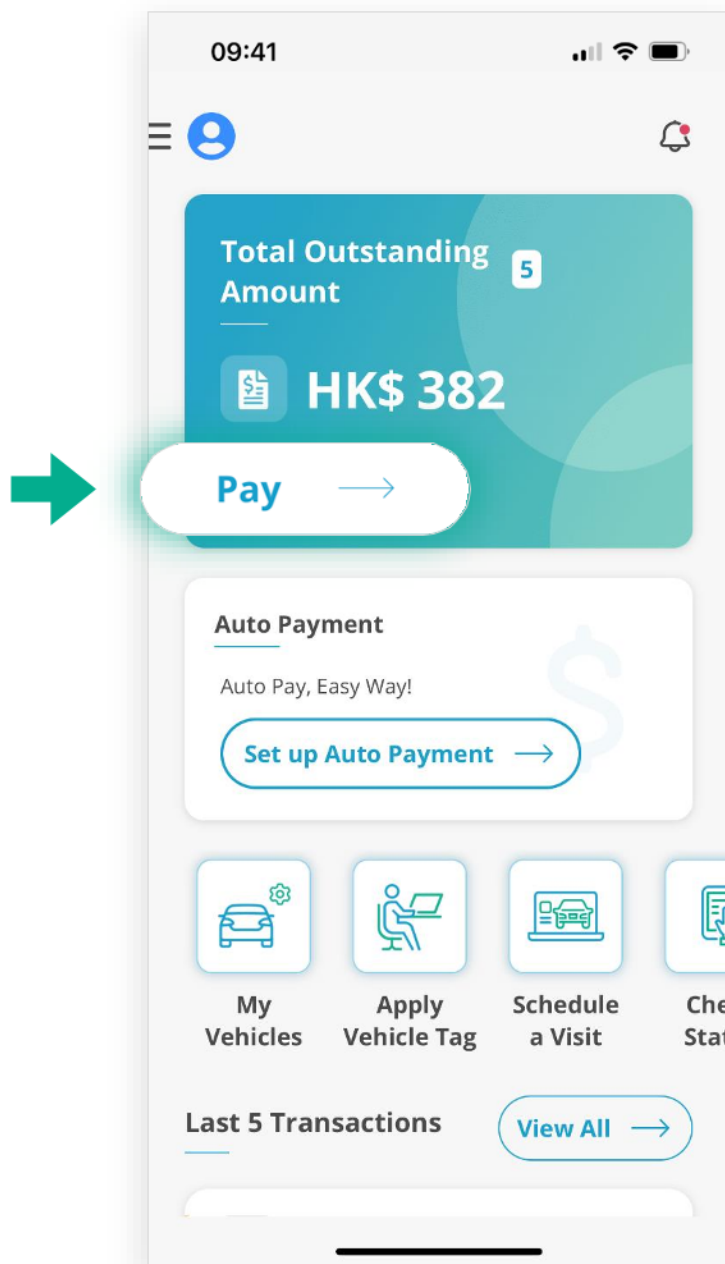 09:41
Total Outstanding
Amount
5
HK$ 382
Pay
Auto Payment
Auto Pay, Easy Way!
Set up Auto Payment
My
Vehicles
Apply
Vehicle Tag
Schedule
a Visit
Last 5 Transactions
View All